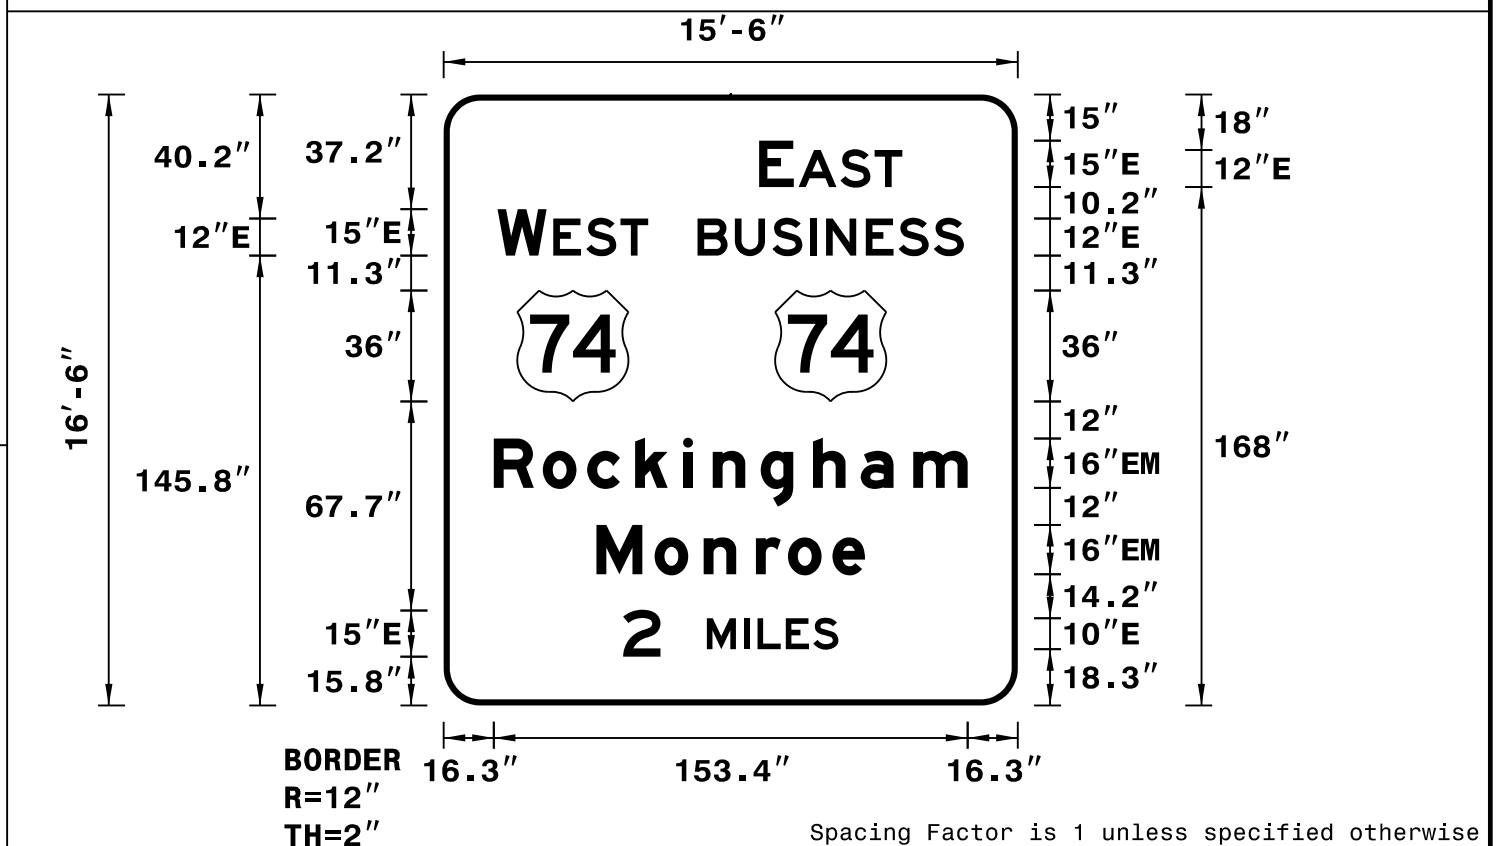 15'-6"
15"
18"
40.2"
37.2"
EAST
15"E
12"E
10.2"
12"E
15"E
WEST BUSINESS
12"E
11.3"
11.3"
16'-6"
36"
74
74
36"
12"
145.8"
67.7"
Rockingham
16"EM
168"
12"
Monroe
16"EM
14.2"
15"E
2 MILES
10"E
15.8"
18.3"
BORDER
R=12"
TH=2"
16.3"
153.4"
16.3"
Spacing Factor is 1 unless specified otherwise